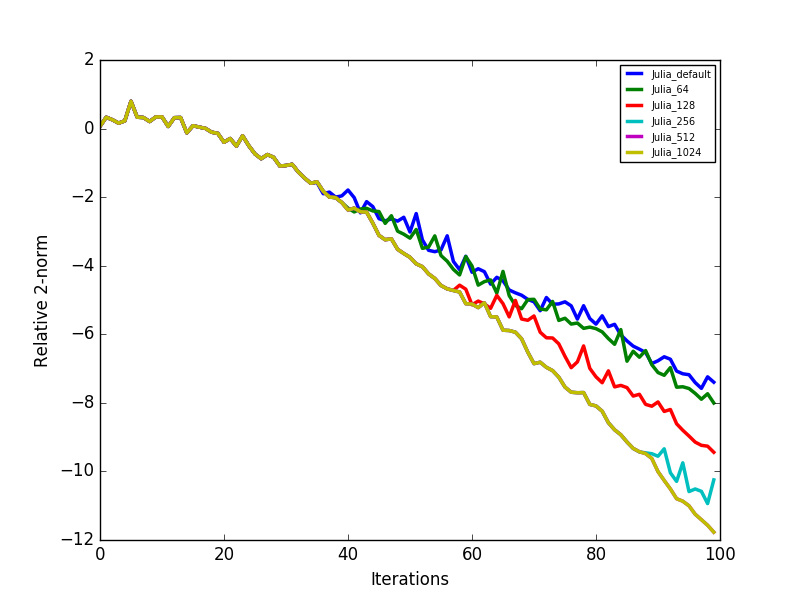 2
0
−2
−4
−6
−8
−10
−12
0 20 40 60 80 100
Relative 2-norm
Iterations
Julia_default
Julia_64
Julia_128
Julia_256
Julia_512
Julia_1024